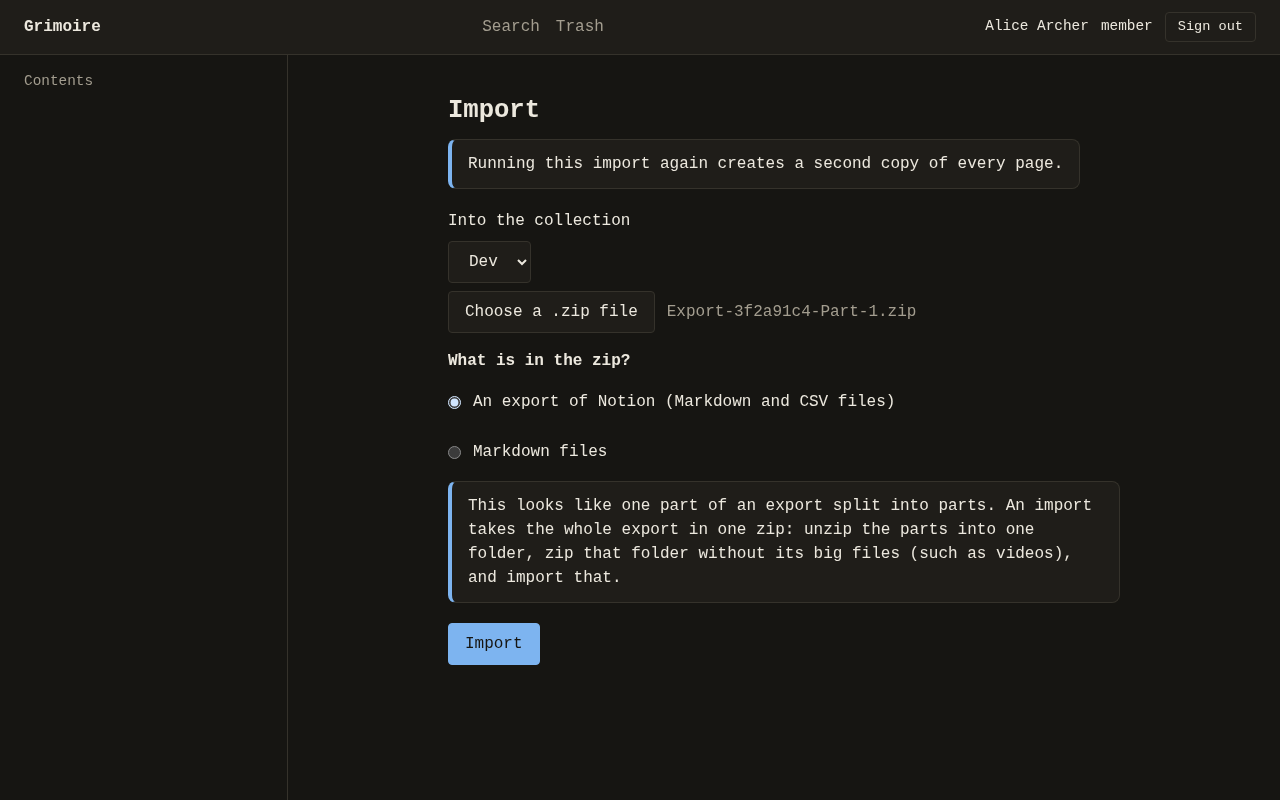 Grimoire
Search Trash
Alice Archer member Sign out
Contents
Import
Running this import again creates a second copy of every page.
Into the collection
Dev
Choose a .zip file Export-3f2a91c4-Part-1.zip
What is in the zip?
An export of Notion (Markdown and CSV files)
Markdown files
This looks like one part of an export split into parts. An import
takes the whole export in one zip: unzip the parts into one
folder, zip that folder without its big files (such as videos),
and import that.
Import